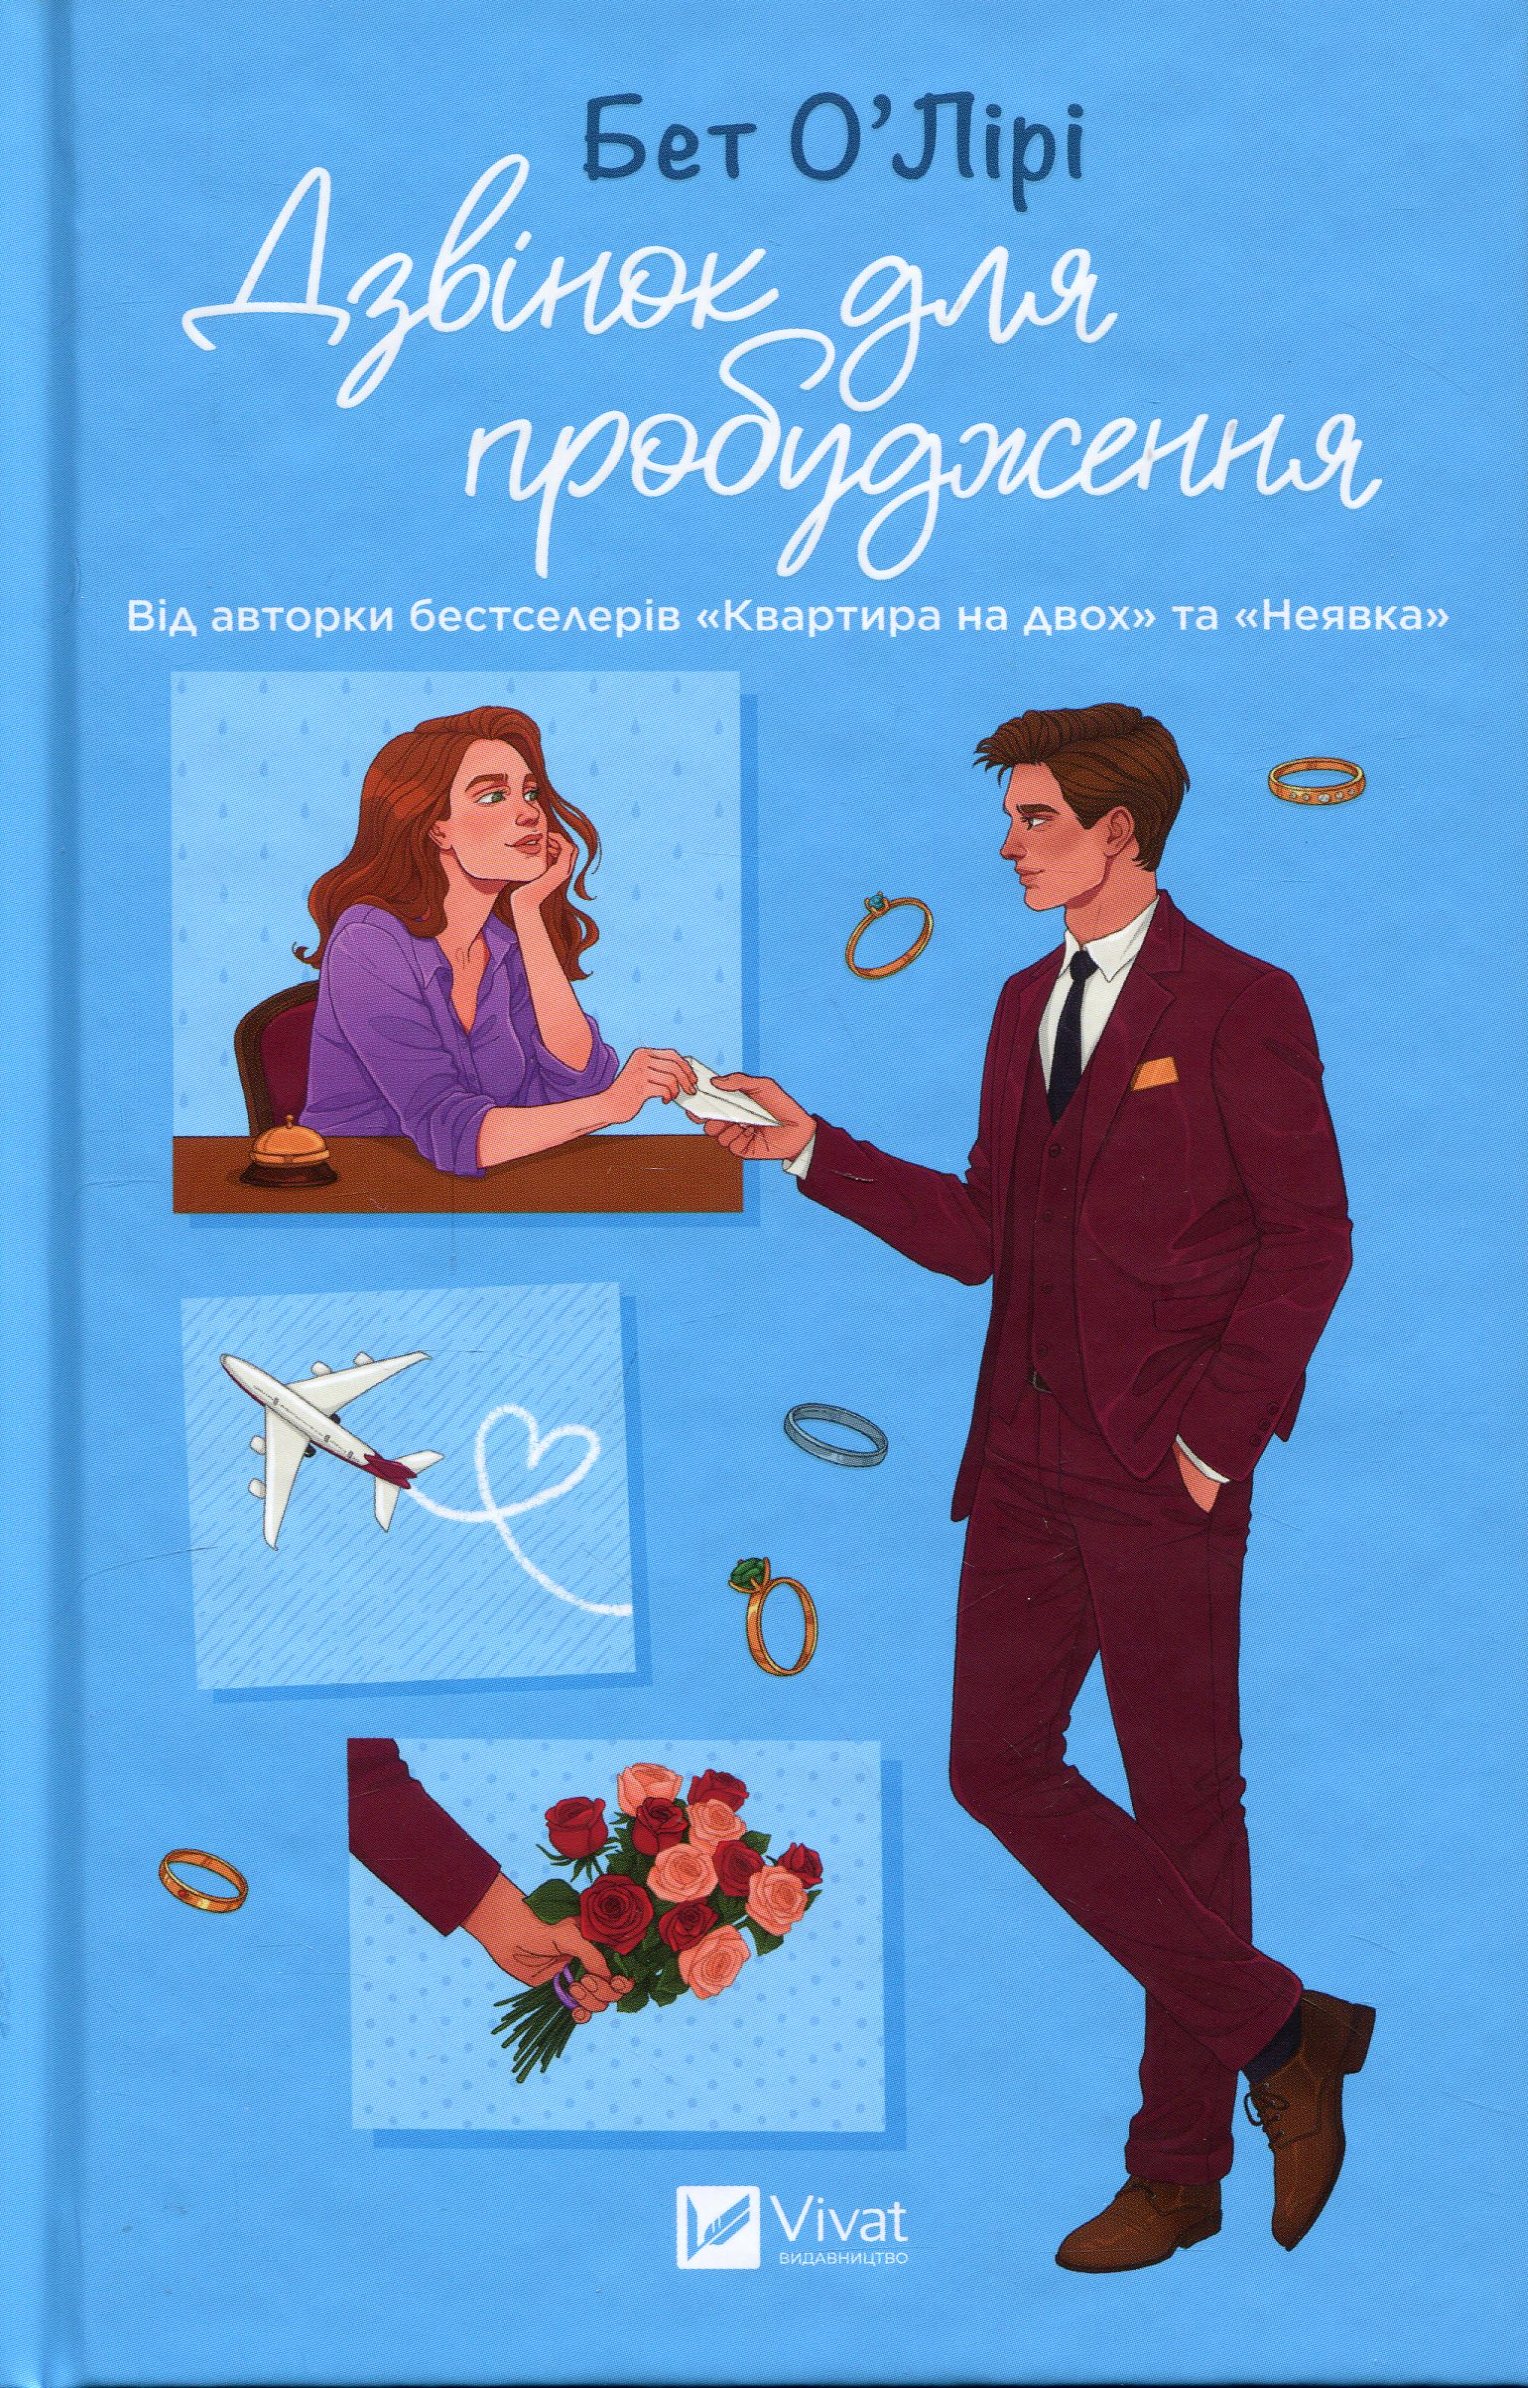 Бет О’Лірі
Дзвінок для
пробудження
Від авторки бестселерів «Квартира на двох» та «Неявка»
Vivat
ВИДАВНИЦТВО